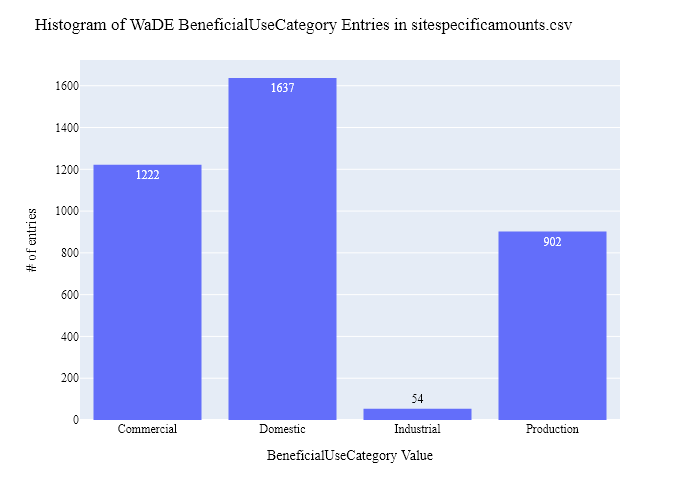 Histogram of WaDE BeneficialUseCategory Entries in sitespecificamounts.csv
# of entries
1600
1400
1200
1000
800
600
400
200
0
1222
1637
54
902
Commercial
Domestic
Industrial
Production
BeneficialUseCategory Value